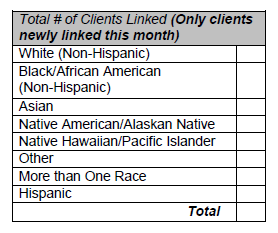 Total # of Clients Linked (Only clients
newly linked this month)
White (Non-Hispanic)
Black/African American
(Non-Hispanic)
Asian
Native American/Alaskan Native
Native Hawaiian/Pacific Islander
Other
More than One Race
Hispanic
Total